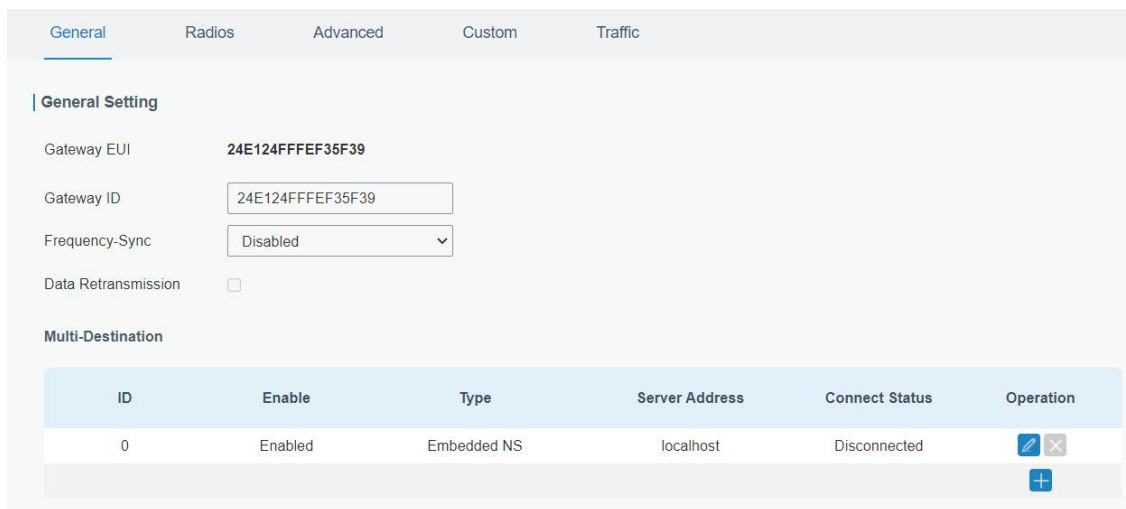 General Radios Advanced Custom Traffic
General Setting
Gateway EUI 24E124FFFEF35F39
Gateway ID 24E124FFFEF35F39
Frequency-Sync Disabled
Data Retransmission
Multi-Destination
ID Enable Type Server Address Connect Status Operation
0 Enabled Embedded NS localhost Disconnected